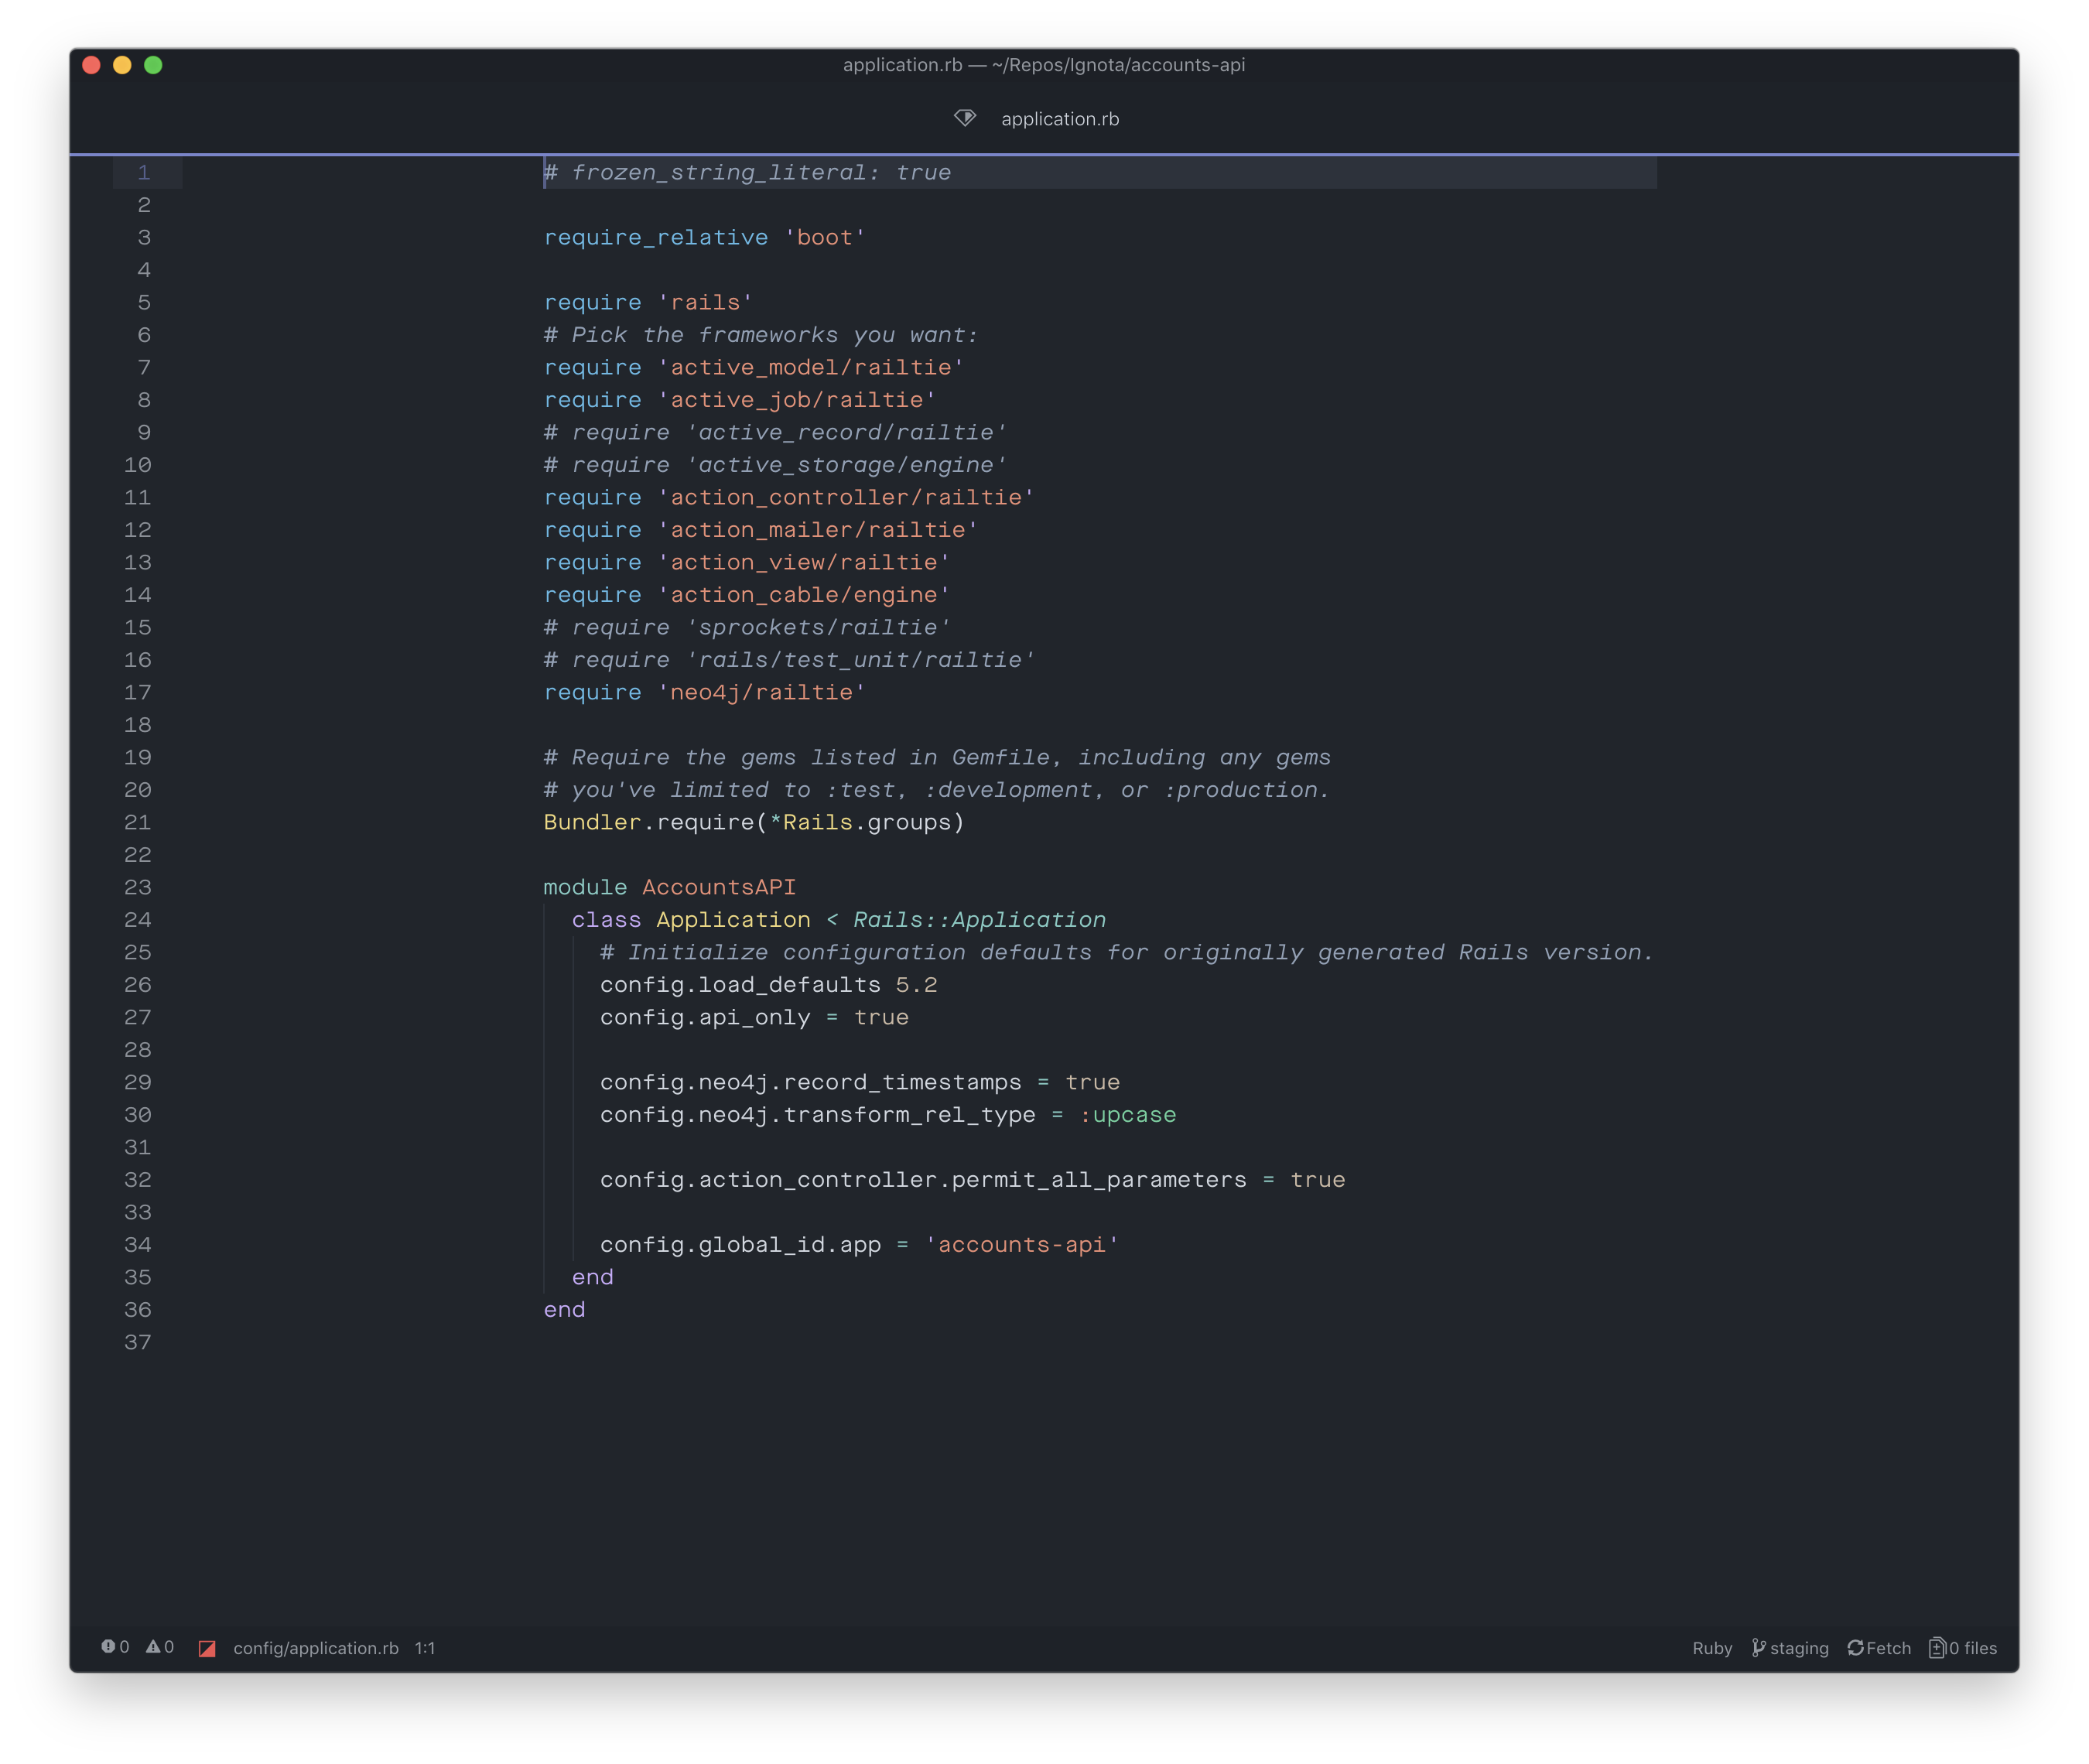 application.rb — ~/Repos/Ignota/accounts-api
application.rb
1 # frozen_string_literal: true
2
3 require_relative 'boot'
4
5 require 'rails'
6 # Pick the frameworks you want:
7 require 'active_model/railtie'
8 require 'active_job/railtie'
9 # require 'active_record/railtie'
10 # require 'active_storage/engine'
11 require 'action_controller/railtie'
12 require 'action_mailer/railtie'
13 require 'action_view/railtie'
14 require 'action_cable/engine'
15 # require 'sprockets/railtie'
16 # require 'rails/test_unit/railtie'
17 require 'neo4j/railtie'
18
19 # Require the gems listed in Gemfile, including any gems
20 # you've limited to :test, :development, or :production.
21 Bundler.require(*Rails.groups)
22
23 module AccountsAPI
24   class Application < Rails::Application
25     # Initialize configuration defaults for originally generated Rails version.
26     config.load_defaults 5.2
27     config.api_only = true
28
29     config.neo4j.record_timestamps = true
30     config.neo4j.transform_rel_type = :upcase
31
32     config.action_controller.permit_all_parameters = true
33
34     config.global_id.app = 'accounts-api'
35   end
36 end
37
0 0 config/application.rb 1:1 Ruby staging Fetch 0 files